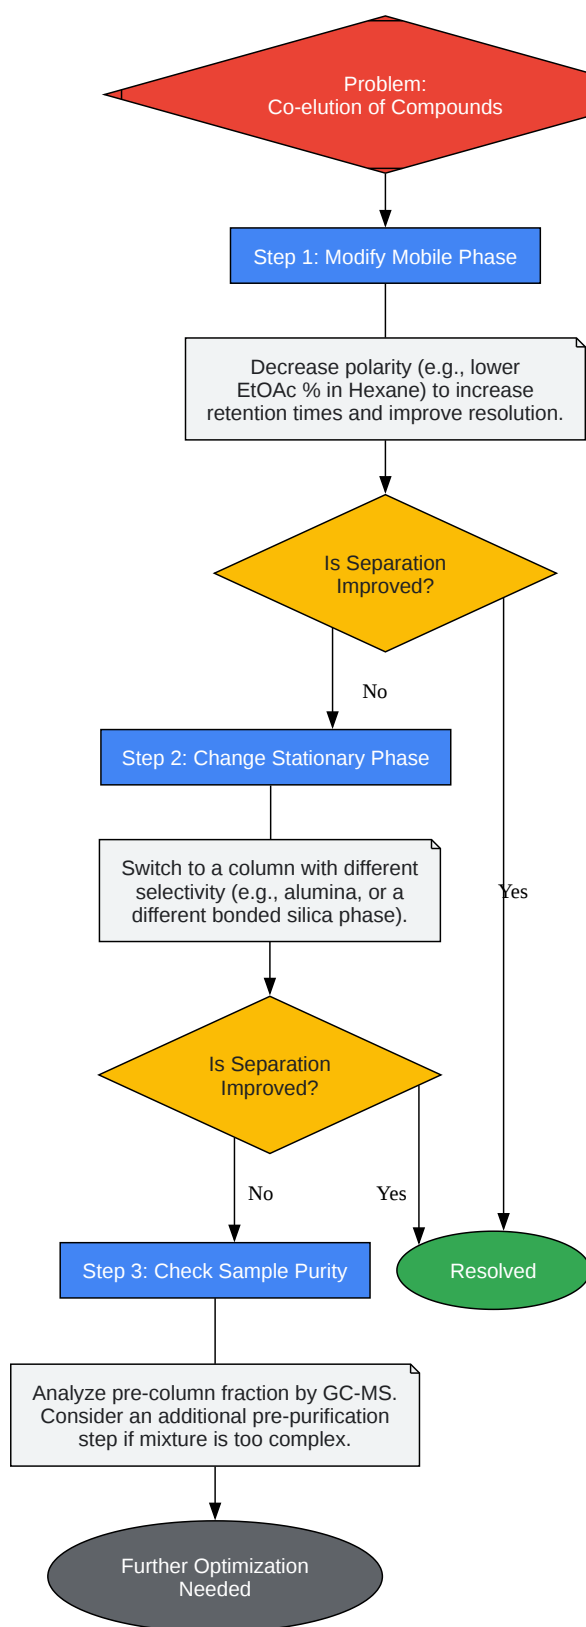 Problem:
Co-elution of Compounds
Step 1: Modify Mobile Phase
Decrease polarity (e.g., lower
EtOAc % in Hexane) to increase
retention times and improve resolution.
Is Separation
Improved?
No
Step 2: Change Stationary Phase
Switch to a column with different
selectivity (e.g., alumina, or a
different bonded silica phase).
Yes
Is Separation
Improved?
No
Yes
Step 3: Check Sample Purity
Resolved
Analyze pre-column fraction by GC-MS.
Consider an additional pre-purification
step if mixture is too complex.
Further Optimization
Needed